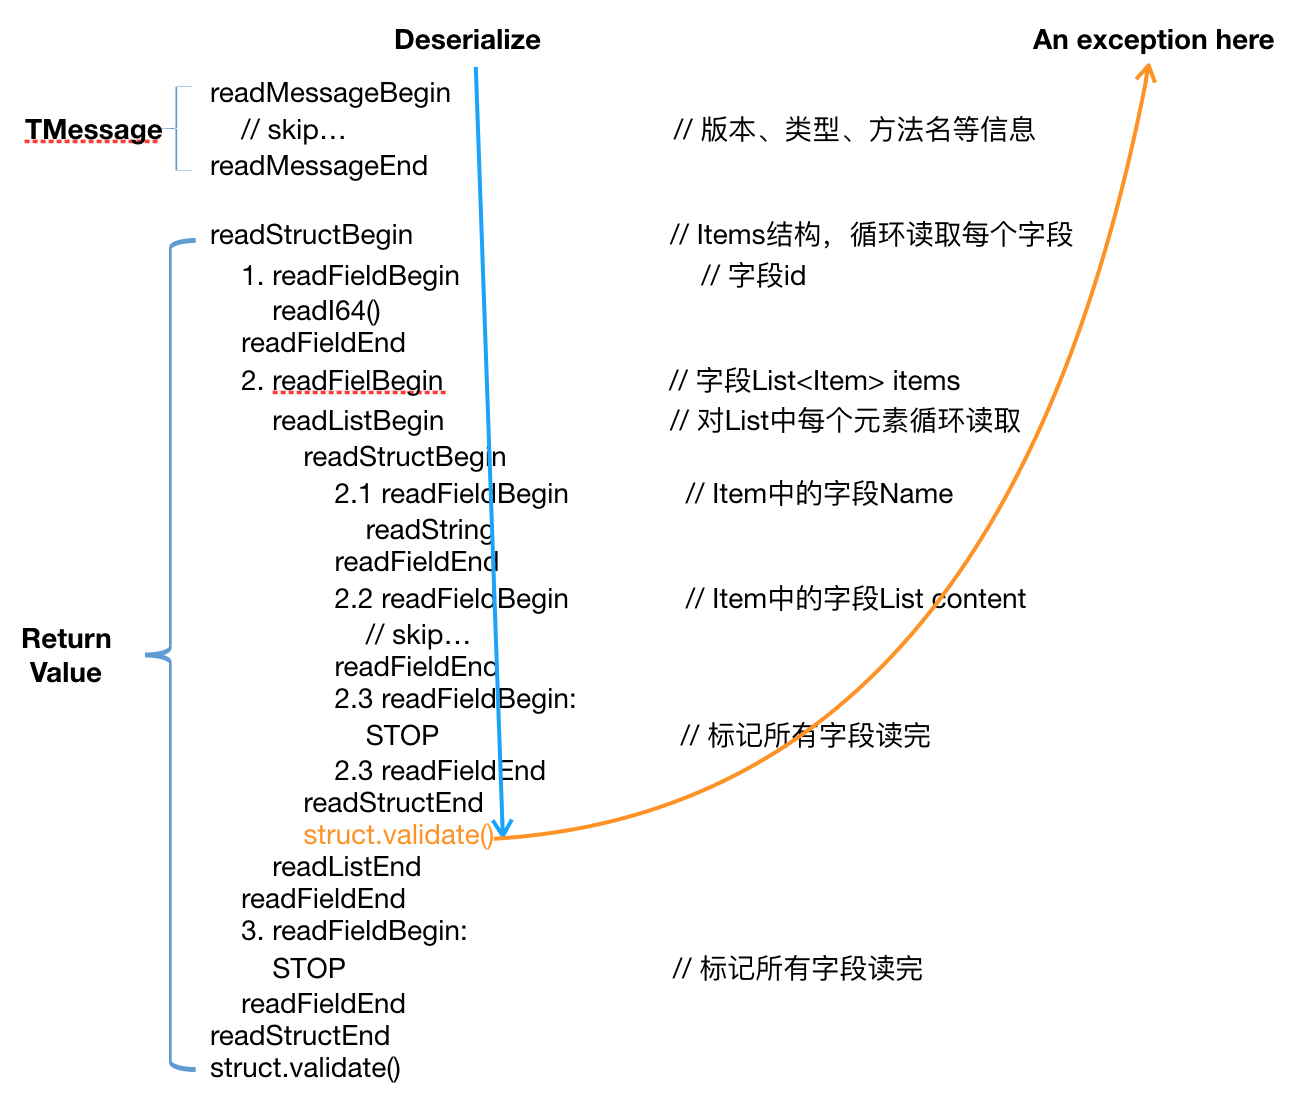 Deserialize An exception here
readMessageBegin
TMessage // skip... // 版本、类型、方法名等信息
readMessageEnd
readStructBegin // Items结构，循环读取每个字段
1. readFieldBegin // 字段id
readI64()
readFieldEnd
2. readFielBegin // 字段List<Item> items
readListBegin // 对List中每个元素循环读取
readStructBegin
2.1 readFieldBegin // Item中的字段Name
readString
readFieldEnd
2.2 readFieldBegin // Item中的字段List content
// skip...
Return
Value
readFieldEnd
2.3 readFieldBegin:
STOP // 标记所有字段读完
2.3 readFieldEnd
readStructEnd
struct.validate()
readListEnd
readFieldEnd
3. readFieldBegin:
STOP // 标记所有字段读完
readFieldEnd
readStructEnd
struct.validate()